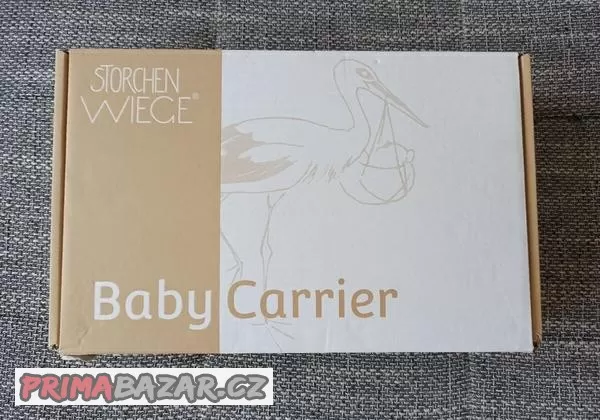 STORCHEN
WIEGE®
Baby Carrier
PRIMABAZAR.CZ